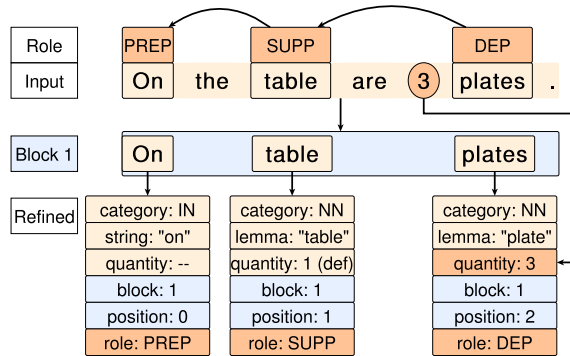 Role PREP SUPP DEP
Input On the table are 3 plates .
Block 1 On table plates
Refined
category: IN category: NN category: NN
string: "on" lemma: "table" lemma: "plate"
quantity: -- quantity: 1 (def) quantity: 3
block: 1 block: 1 block: 1
position: 0 position: 1 position: 2
role: PREP role: SUPP role: DEP